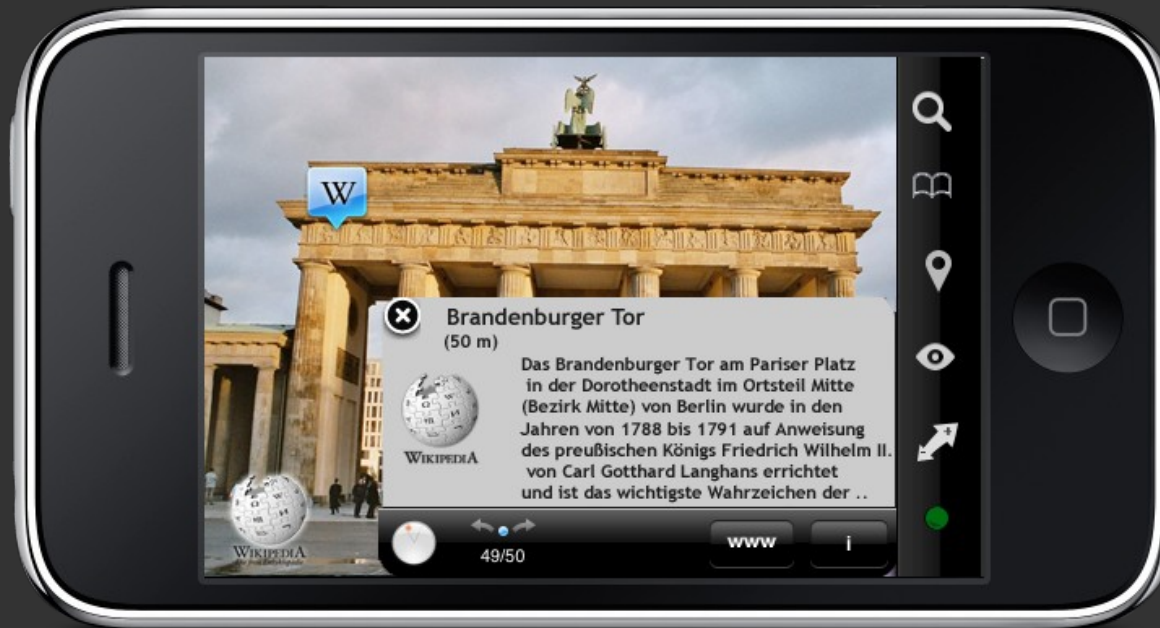 W
Brandenburger Tor
(50 m)
Das Brandenburger Tor am Pariser Platz
in der Dorotheenstadt im Ortsteil Mitte
(Bezirk Mitte) von Berlin wurde in den
Jahren von 1788 bis 1791 auf Anweisung
des preußischen Königs Friedrich Wilhelm II.
von Carl Gotthard Langhans errichtet
und ist das wichtigste Wahrzeichen der ..
WIKIPEDIA
WIKIPEDIA
49/50
www
i